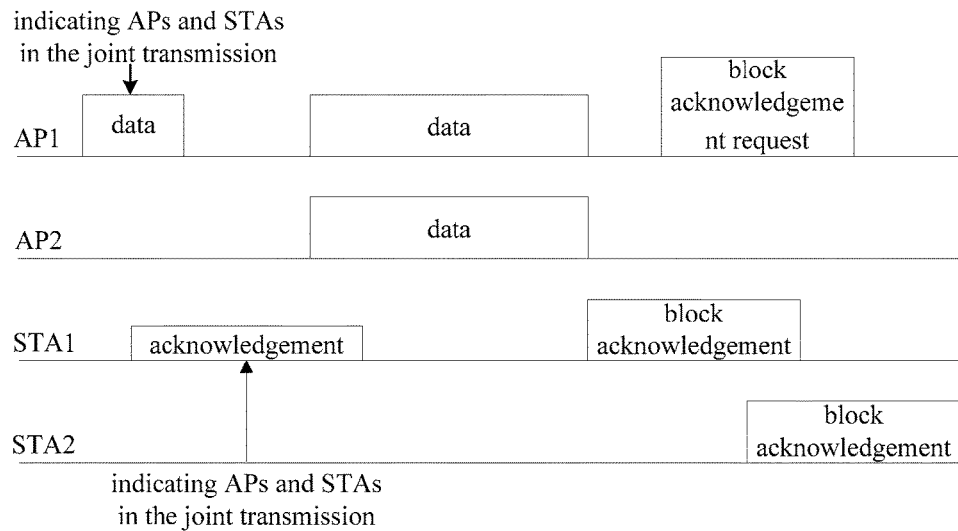 indicating APs and STAs
in the joint transmission
AP1
data
data
block
acknowledgeme
nt request
AP2
data
STA1
acknowledgement
block
acknowledgement
STA2
block
acknowledgement
indicating APs and STAs
in the joint transmission